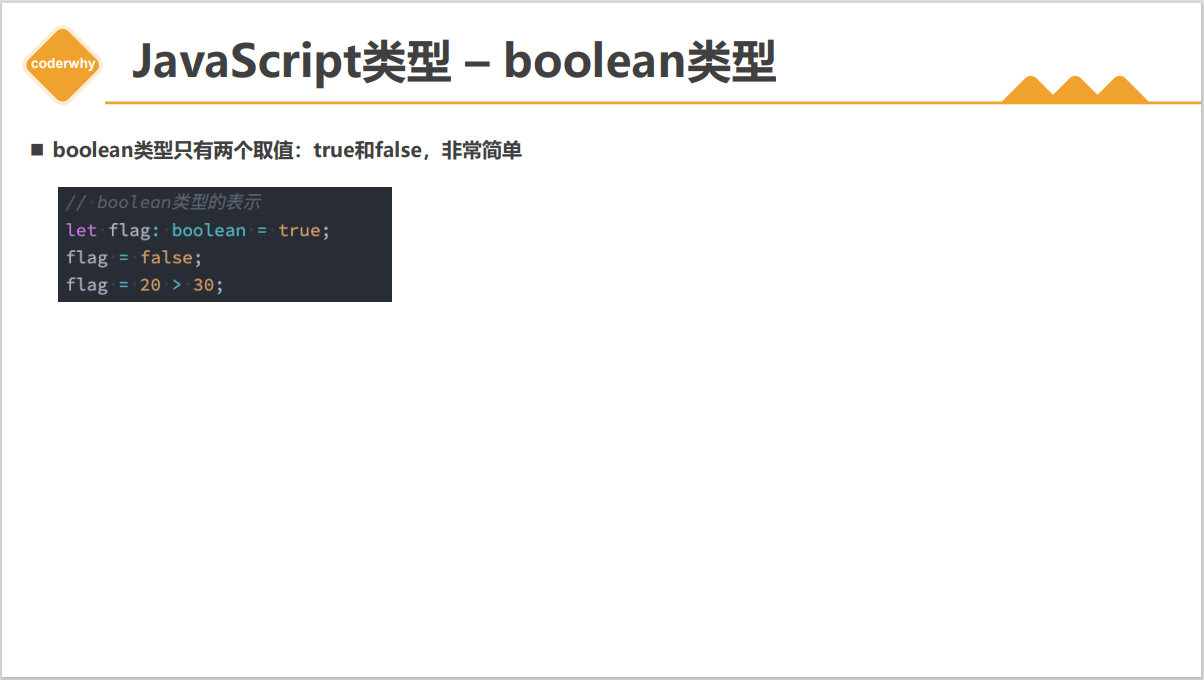 coderwhy
JavaScript类型 – boolean类型
■ boolean类型只有两个取值：true和false，非常简单
// boolean类型的表示
let flag: boolean = true;
flag = false;
flag = 20 > 30;